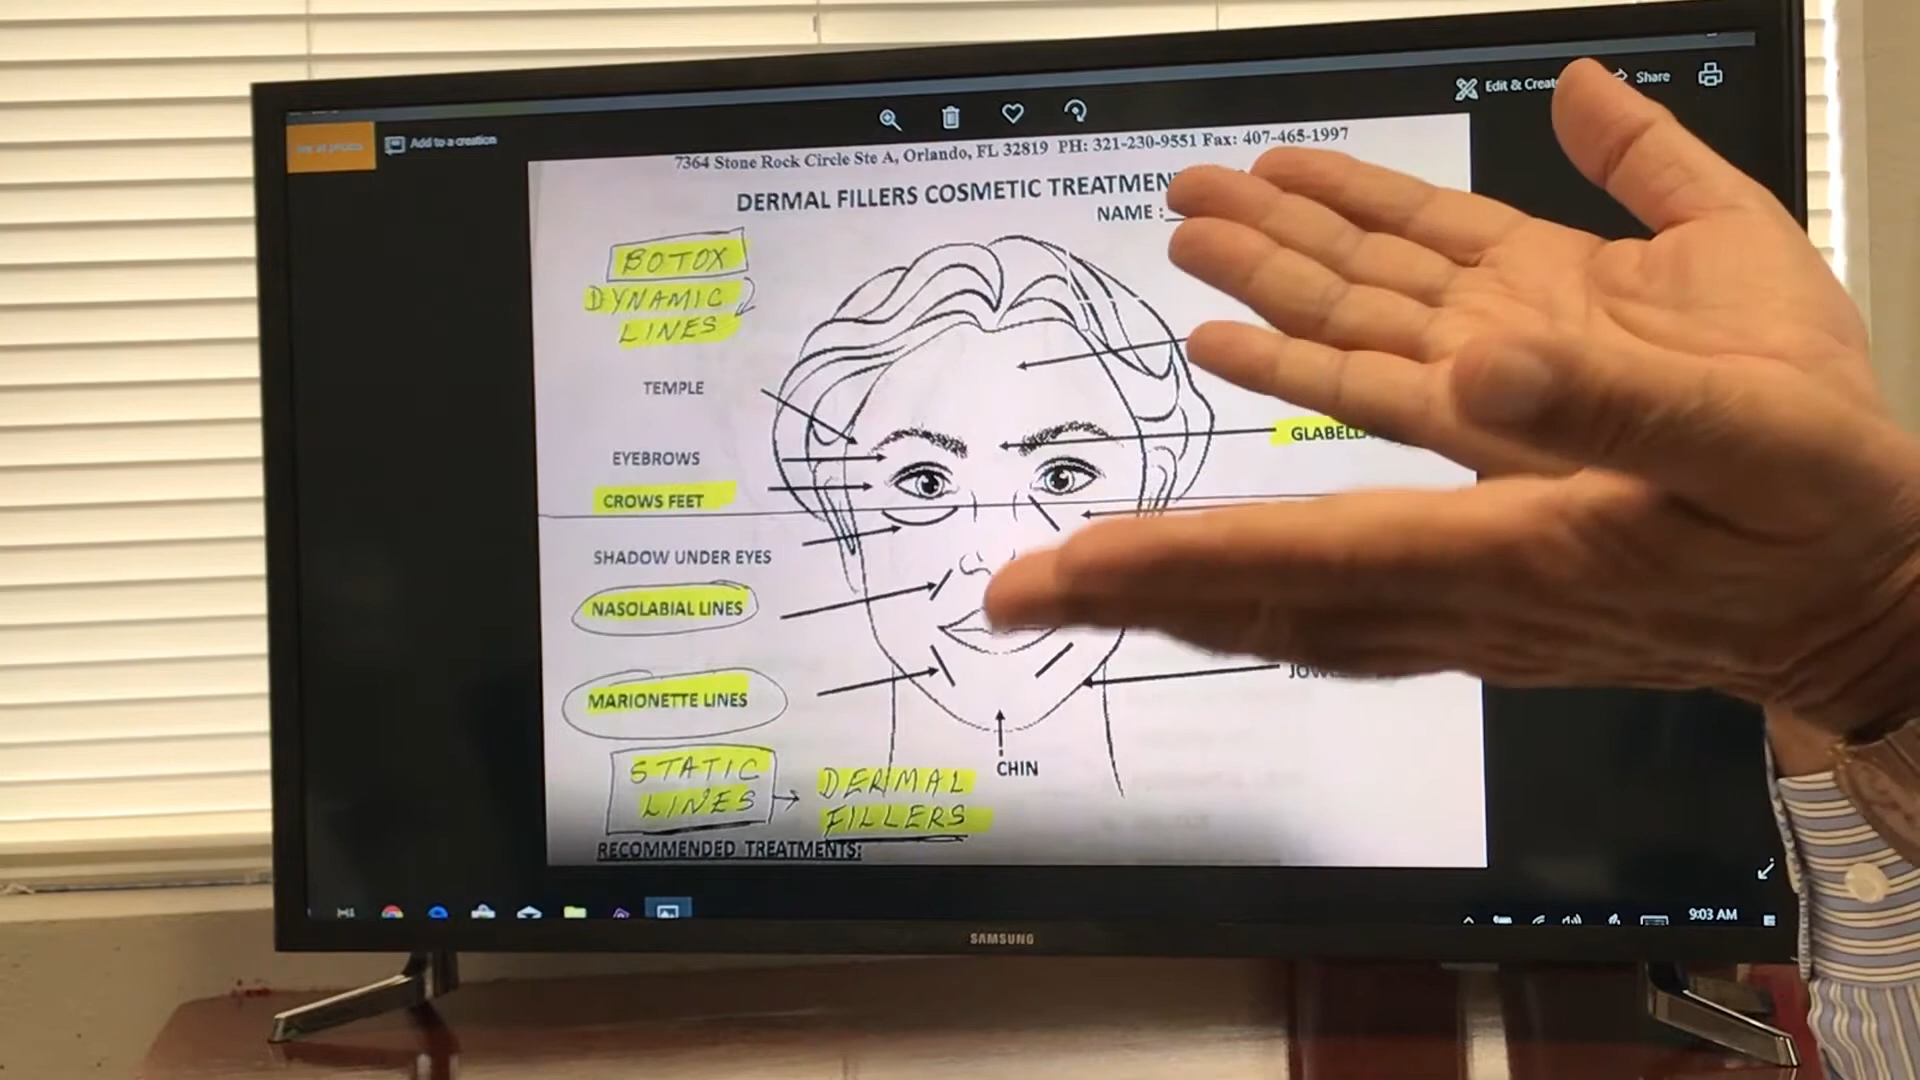 Add to a creation
Edit & Create
Share
7364 Stone Rock Circle Ste A, Orlando, FL 32819 PH: 321-230-9551 Fax: 407-465-1997
DERMAL FILLERS COSMETIC TREATMEN
NAME :
BOTOX
DYNAMIC
LINES
TEMPLE
EYEBROWS
GLABELLA
CROWS FEET
SHADOW UNDER EYES
NASOLABIAL LINES
MARIONETTE LINES
JOWL
CHIN
STATIC
LINES
DERMAL
FILLERS
RECOMMENDED TREATMENTS:
9:03 AM
SAMSUNG